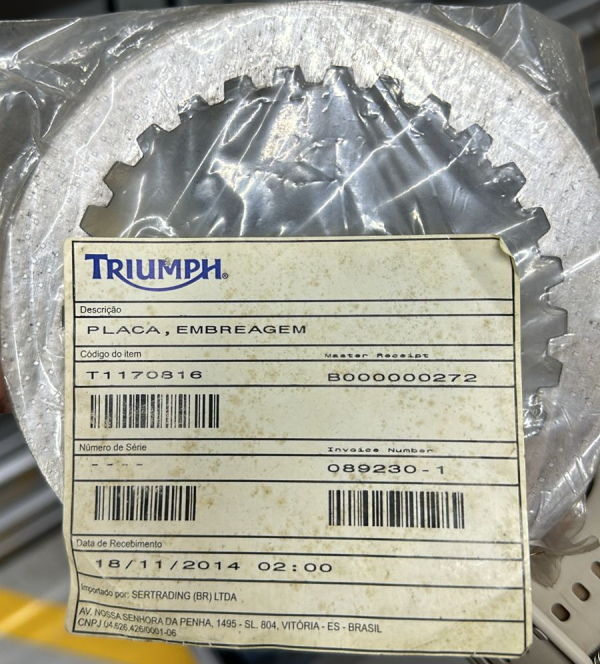 TRIUMPH®
Descrição
PLACA, EMBREAGEM
Código do item Master Receipt
T1170816 B000000272
Número de Série Invoice Number
---- 089230-1
Data de Recebimento
18/11/2014 02:00
Importado por: SERTRADING (BR) LTDA
AV. NOSSA SENHORA DA PENHA, 1495 - SL. 804, VITÓRIA - ES - BRASIL
CNPJ 04.626.426/0001-06